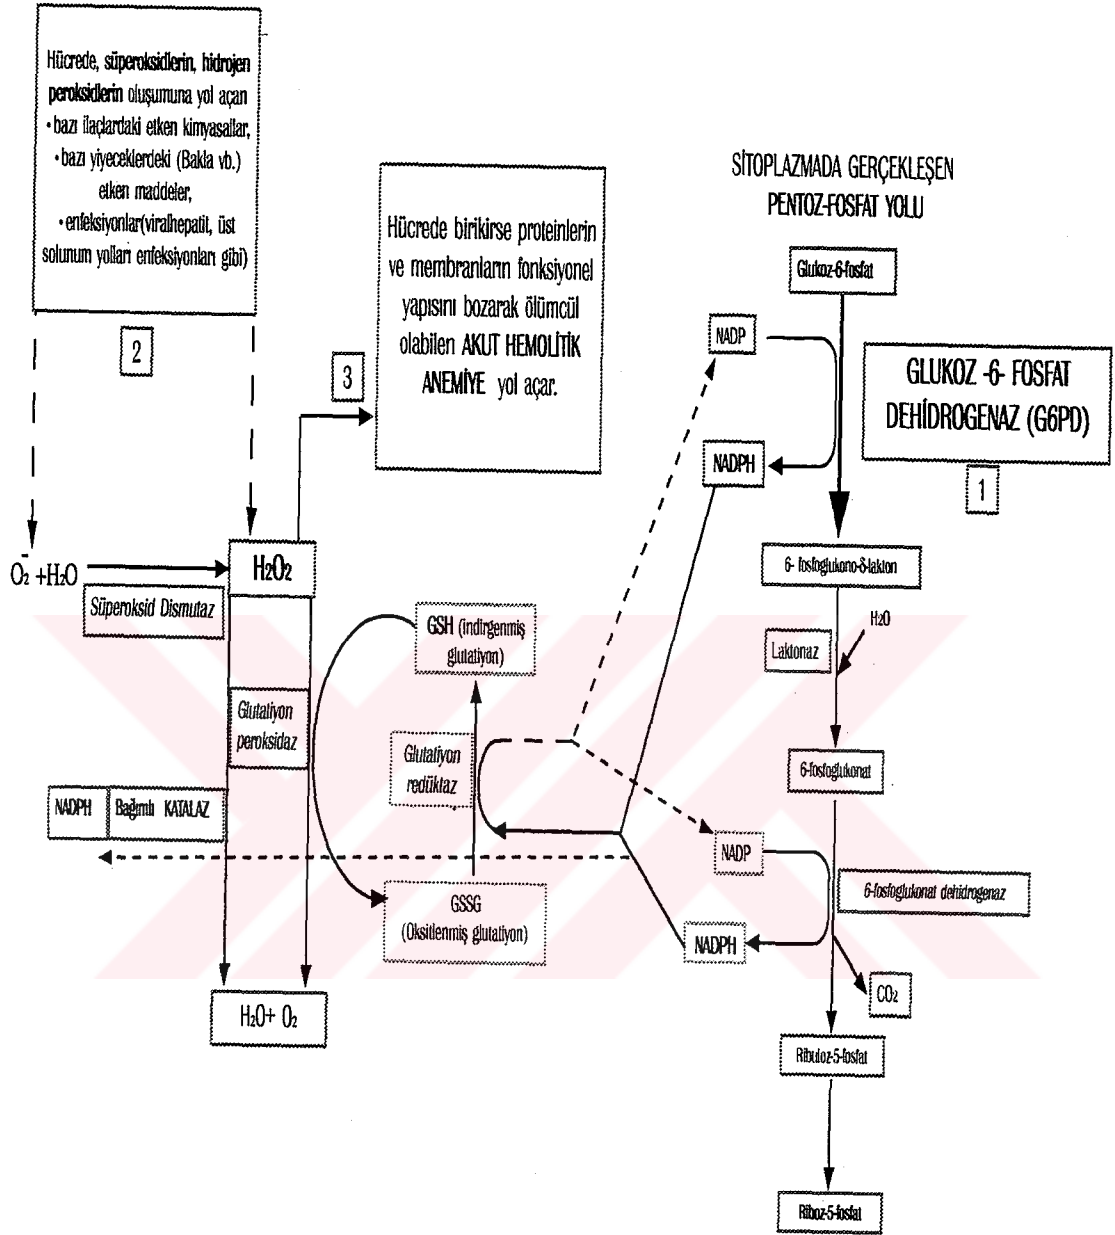 Hücrede, süperoksidlerin, hidrojen
peroksidlerin oluşumuna yol açan
• bazı ilaçlardaki etken kimyasallar,
• bazı yiyeceklerdeki (Bakla vb.)
etken maddeler,
• enfeksiyonlar(viralhepatit, üst
solunum yolları enfeksiyonları gibi)
2
Hücrede birikirse proteinlerin
ve membranların fonksiyonel
yapısını bozarak ölümcül
olabilen AKUT HEMOLİTİK
ANEMİYE yol açar.
3
SİTOPLAZMADA GERÇEKLEŞEN
PENTOZ-FOSFAT YOLU
Glukoz-6-fosfat
NADP
GLUKOZ -6- FOSFAT
DEHİDROGENAZ (G6PD)
1
NADPH
6- fosfoglukono-δ-lakton
O₂⁻ +H₂O
Süperoksid Dismutaz
H₂O₂
GSH (indirgenmiş
glutatiyon)
H₂O
Laktonaz
Glutatiyon
peroksidaz
Glutatiyon
redüktaz
6-fosfoglukonat
NADPH Bağımlı KATALAZ
NADP
6-fosfoglukonat dehidrogenaz
GSSG
(Oksitlenmiş glutatiyon)
NADPH
CO₂
H₂O+ O₂
Ribuloz-5-fosfat
Riboz-5-fosfat